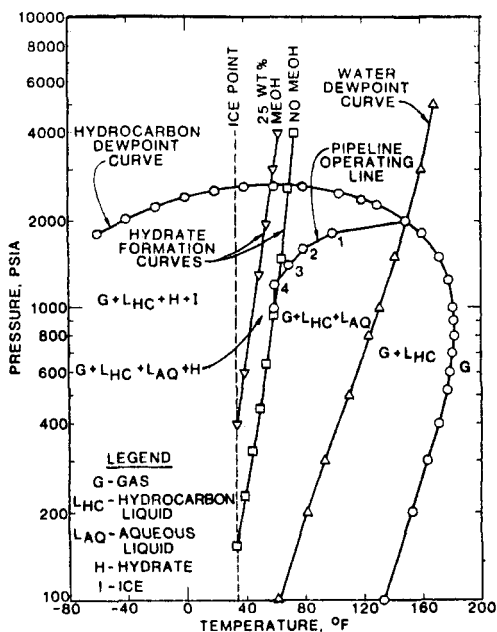 10000
8000
6000
4000
2000
1000
800
600
400
200
100
PRESSURE, PSIA
-80
-40
0
40
80
120
160
200
TEMPERATURE, °F
ICE POINT
25 WT %
MEOH
NO MEOH
WATER
DEWPOINT
CURVE
HYDROCARBON
DEWPOINT
CURVE
PIPELINE
OPERATING
LINE
HYDRATE
FORMATION
CURVES
1
2
3
4
G+LHC+H+I
G+LHC+LAQ
G+LHC+LAQ+H
G+LHC
G
LEGEND
G-GAS
LHC-HYDROCARBON
LIQUID
LAQ-AQUEOUS
LIQUID
H-HYDRATE
I-ICE